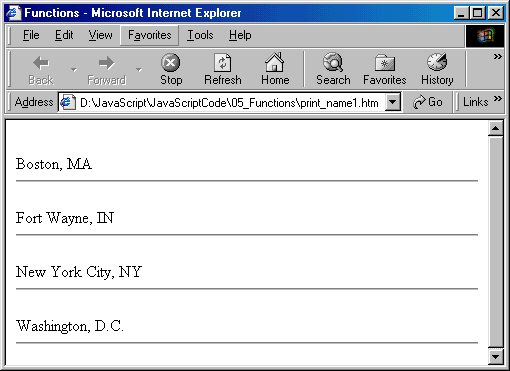 Functions - Microsoft Internet Explorer
File Edit View Favorites Tools Help
Back Forward Stop Refresh Home Search Favorites History »
Address D:\JavaScript\JavaScriptCode\05_Functions\print_name1.htm Go Links »
Boston, MA
Fort Wayne, IN
New York City, NY
Washington, D.C.